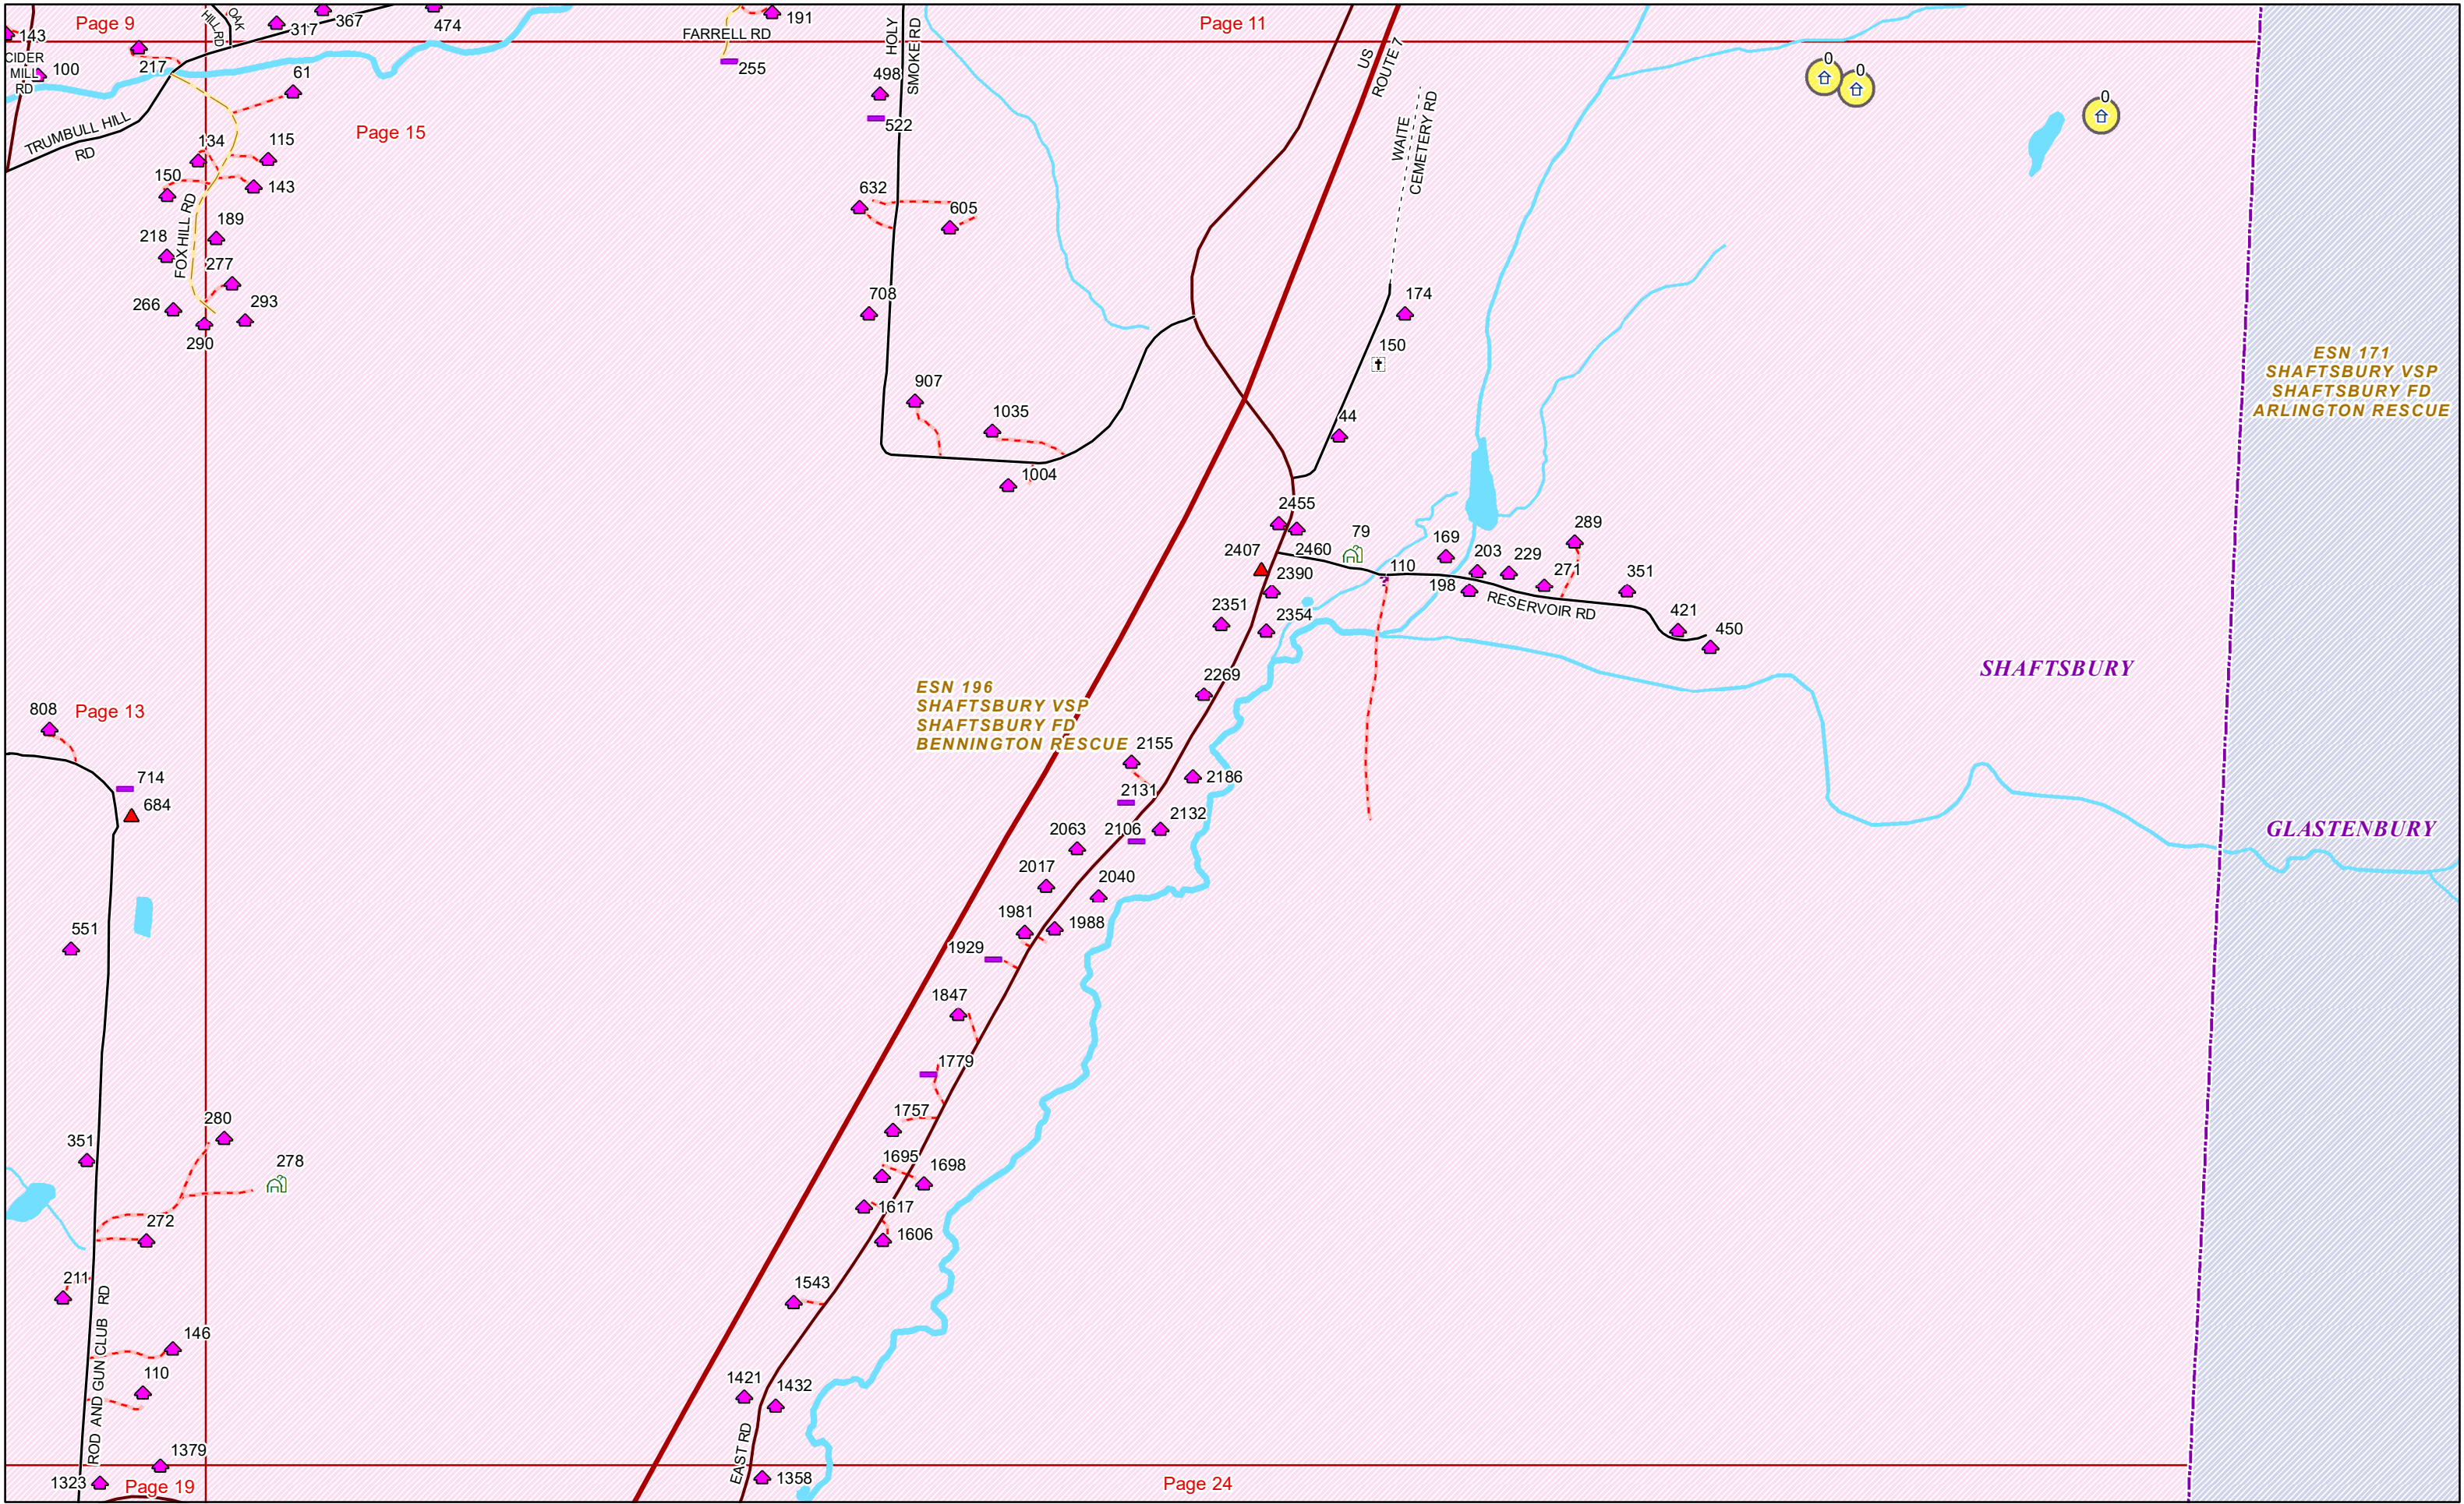 Page 9
HILL RD
OAK
317
367
474
191
FARRELL RD
255
HOLY
SMOKE RD
Page 11
US
ROUTE 7
143
CIDER
MILL
RD
100
217
61
498
522
0
0
0
TRUMBULL HILL
RD
Page 15
134
115
150
143
FOX HILL RD
189
218
277
266
293
290
632
605
708
WAITE
CEMETERY RD
174
150
44
907
1035
1004
ESN 171
SHAFTSBURY VSP
SHAFTSBURY FD
ARLINGTON RESCUE
2455
2407
2460
79
2390
110
169
203
229
289
271
198
351
RESERVOIR RD
421
450
2351
2354
2269
SHAFTSBURY
GLASTENBURY
ESN 196
SHAFTSBURY VSP
SHAFTSBURY FD
BENNINGTON RESCUE
808
Page 13
714
684
2155
2186
2131
2132
2106
2063
2017
2040
1981
1988
1929
551
1847
1779
1757
280
351
278
1695
1698
1617
1606
272
211
1543
ROD AND GUN CLUB RD
146
110
1421
1432
EAST RD
1379
1323
Page 19
1358
Page 24